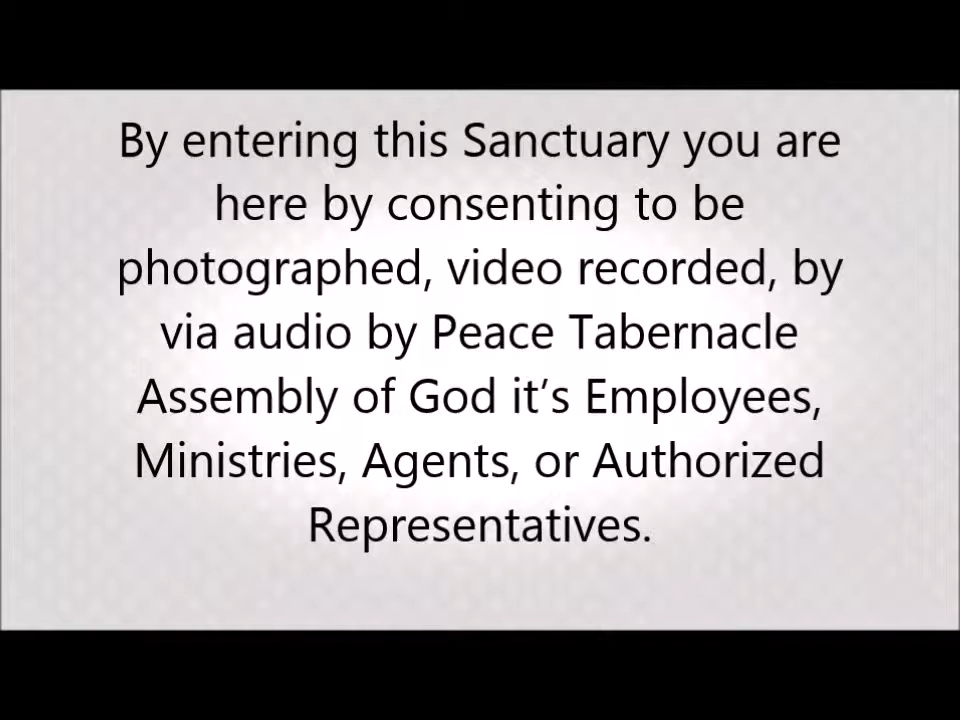 By entering this Sanctuary you are
here by consenting to be
photographed, video recorded, by
via audio by Peace Tabernacle
Assembly of God it’s Employees,
Ministries, Agents, or Authorized
Representatives.